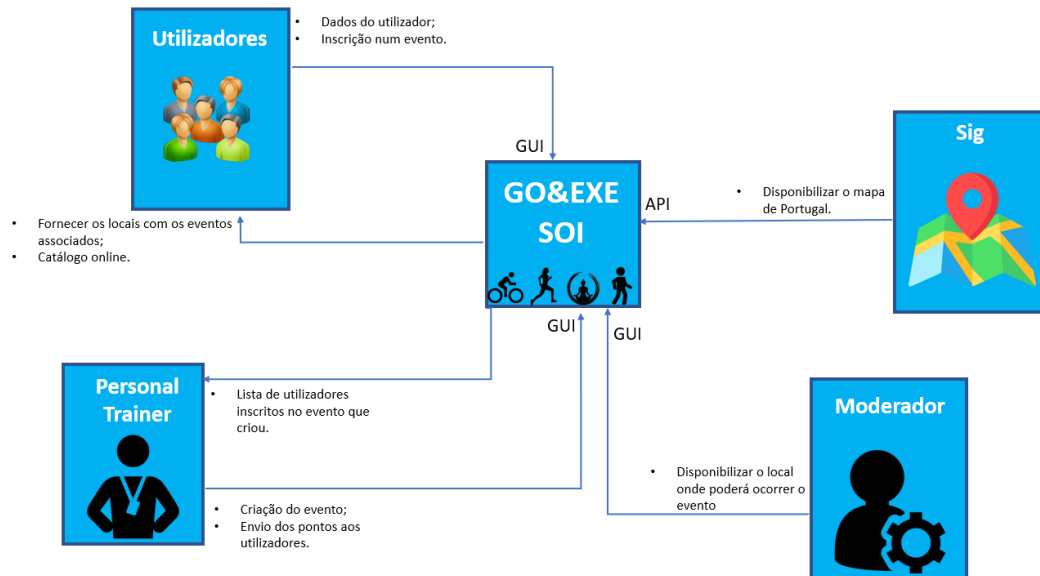 Utilizadores
• Dados do utilizador;
• Inscrição num evento.
GUI
Sig
GO&EXE
SOI
API
• Disponibilizar o mapa
de Portugal.
• Fornecer os locais com os eventos
associados;
• Catálogo online.
GUI
GUI
Personal
Trainer
• Lista de utilizadores
inscritos no evento que
criou.
Moderador
• Disponibilizar o local
onde poderá ocorrer o
evento
• Criação do evento;
• Envio dos pontos aos
utilizadores.